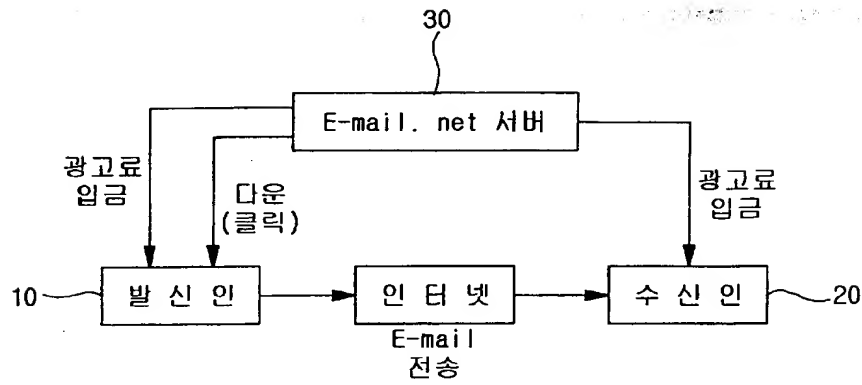 30
E-mail. net 서버
광고료
입금
다운
(클릭)
광고료
입금
10
발 신 인
인 터 넷
수 신 인
20
E-mail
전송